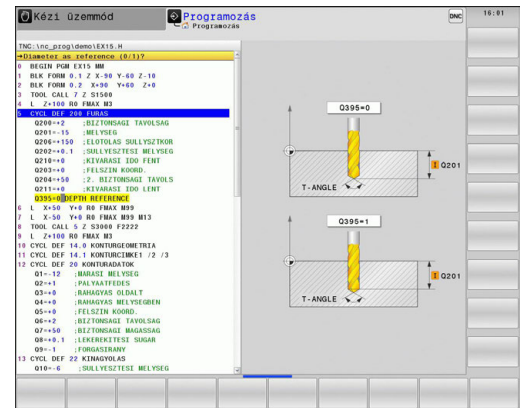 Kézi üzemmód
Programozás
Programozás
DNC
16:01
TNC:\nc_prog\demo\EX15.H
→Diameter as reference (0/1)?
0 BEGIN PGM EX15 MM
1 BLK FORM 0.1 Z X-90 Y-60 Z-10
2 BLK FORM 0.2 X+90 Y+60 Z+0
3 TOOL CALL 7 Z S1500
4 L Z+100 R0 FMAX M3
5 CYCL DEF 200 FURAS
Q200=+2 ;BIZTONSAGI TAVOLSAG
Q201=-15 ;MELYSEG
Q206=+150 ;ELOTOLAS SULLYSZTKOR
Q202=+0.1 ;SULLYESZTESI MELYSEG
Q210=+0 ;KIVARASI IDO FENT
Q203=+0 ;FELSZIN KOORD.
Q204=+50 ;2. BIZTONSAGI TAVOLS
Q211=+0 ;KIVARASI IDO LENT
Q395=0 DEPTH REFERENCE
6 L X+50 Y+0 R0 FMAX M99
7 L X-50 Y+0 R0 FMAX M99 M13
8 TOOL CALL 5 Z S3000 F2222
9 L Z+100 R0 FMAX M3
10 CYCL DEF 14.0 KONTURGEOMETRIA
11 CYCL DEF 14.1 KONTURCIMKE1 /2 /3
12 CYCL DEF 20 KONTURADATOK
Q1=-12 ;MARASI MELYSEG
Q2=+1 ;PALYAATFEDES
Q3=+0 ;RAHAGYAS OLDALT
Q4=+0 ;RAHAGYAS MELYSEGBEN
Q5=+0 ;FELSZIN KOORD.
Q6=+2 ;BIZTONSAGI TAVOLSAG
Q7=+50 ;BIZTONSAGI MAGASSAG
Q8=+0.1 ;LEKEREKITESI SUGAR
Q9=-1 ;FORGASIRANY
13 CYCL DEF 22 KINAGYOLAS
Q10=-6 ;SULLYESZTESI MELYSEG
Q395=0
I Q201
T-ANGLE
Q395=1
I Q201
T-ANGLE